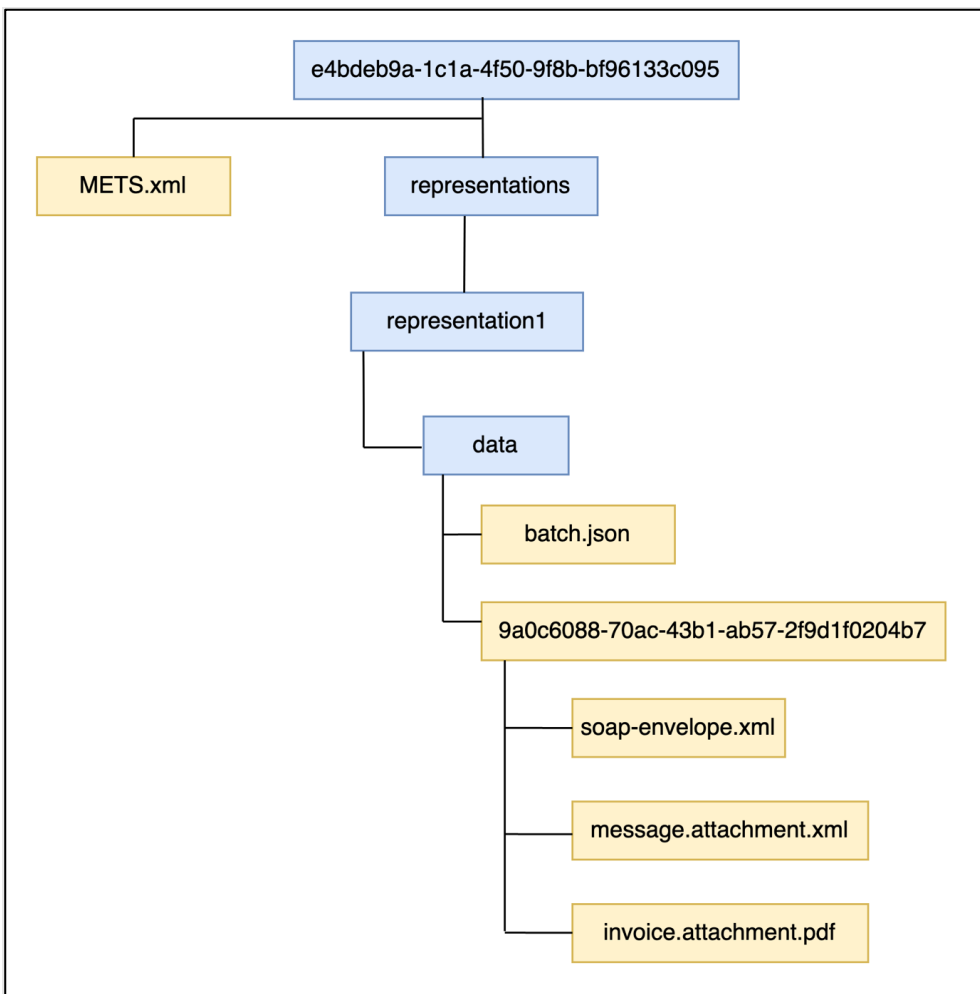 e4bdeb9a-1c1a-4f50-9f8b-bf96133c095
METS.xml
representations
representation1
data
batch.json
9a0c6088-70ac-43b1-ab57-2f9d1f0204b7
soap-envelope.xml
message.attachment.xml
invoice.attachment.pdf